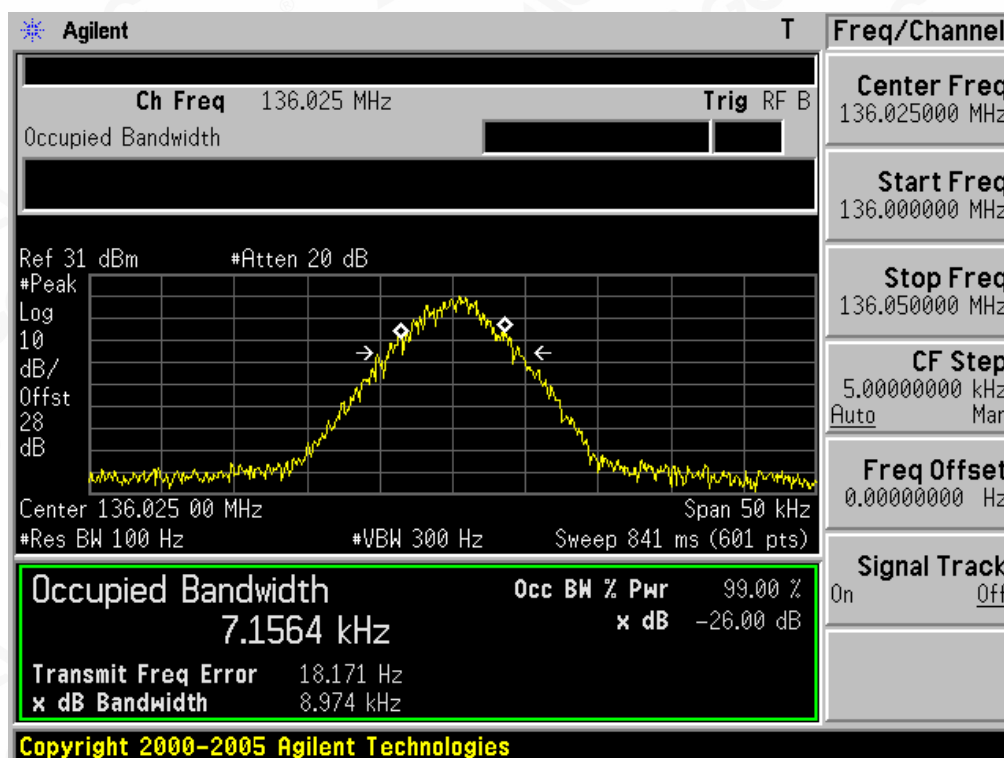 Agilent T
Ch Freq 136.025 MHz Trig RF B
Occupied Bandwidth
Ref 31 dBm #Atten 20 dB
#Peak
Log
10
dB/
Offst
28
dB
Center 136.025 00 MHz Span 50 kHz
#Res BW 100 Hz #VBW 300 Hz Sweep 841 ms (601 pts)
Occupied Bandwidth
7.1564 kHz
Occ BW % Pwr 99.00 %
x dB -26.00 dB
Transmit Freq Error 18.171 Hz
x dB Bandwidth 8.974 kHz
Copyright 2000-2005 Agilent Technologies
Freq/Channel
Center Freq
136.025000 MHz
Start Freq
136.000000 MHz
Stop Freq
136.050000 MHz
CF Step
5.00000000 kHz
Auto Man
Freq Offset
0.00000000 Hz
Signal Track
On Off